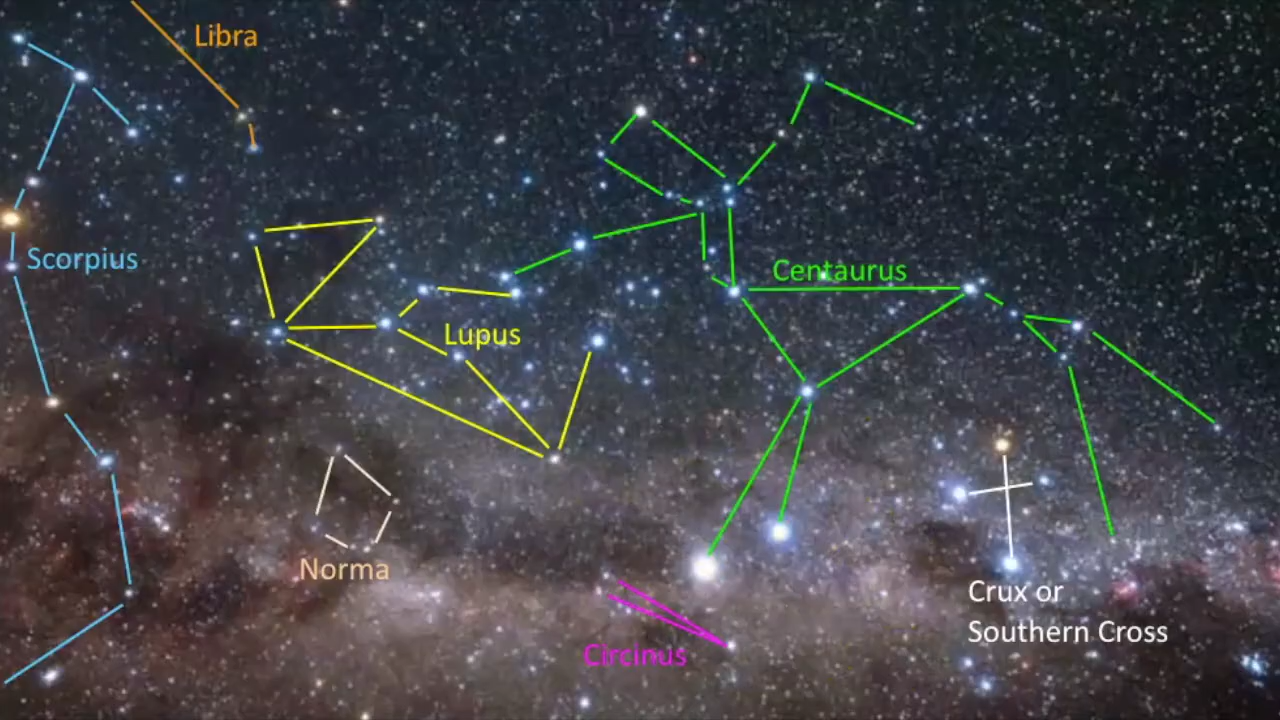 Libra
Scorpius
Centaurus
Lupus
Norma
Crux or
Southern Cross
Circinus